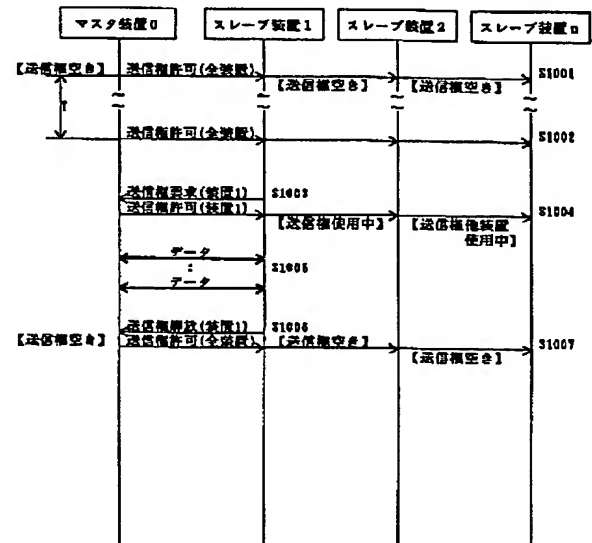 マスタ装置0 スレーブ装置1 スレーブ装置2 スレーブ装置n
【送信権空き】 送信権許可(全装置) S1001
【送信権空き】 【送信権空き】
T
送信権許可(全装置) S1002
送信権要求(装置1) S1003
送信権許可(装置1) S1004
【送信権使用中】 【送信権他装置
使用中】
データ
: S1005
データ
送信権解放(装置1) S1006
【送信権空き】 送信権許可(全装置) 【送信権空き】 S1007
【送信権空き】